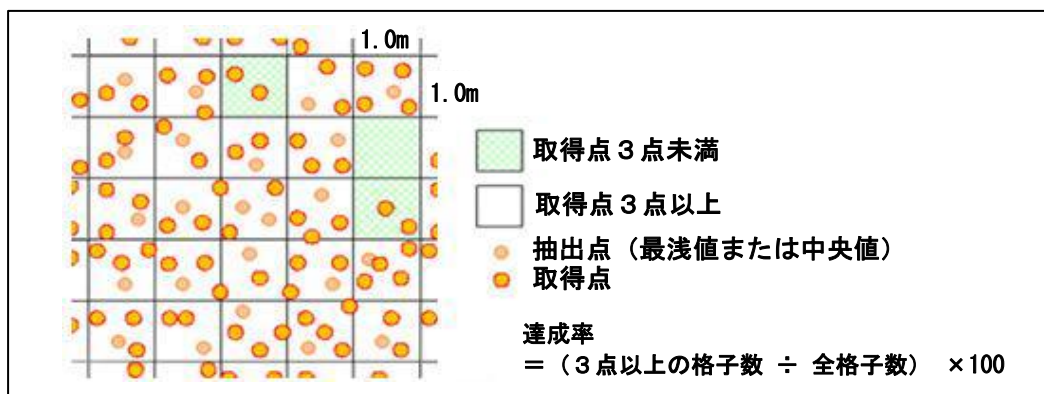 1.0m
1.0m
取得点３点未満
取得点３点以上
抽出点（最浅値または中央値）
取得点
達成率
＝（３点以上の格子数 ÷ 全格子数） ×100